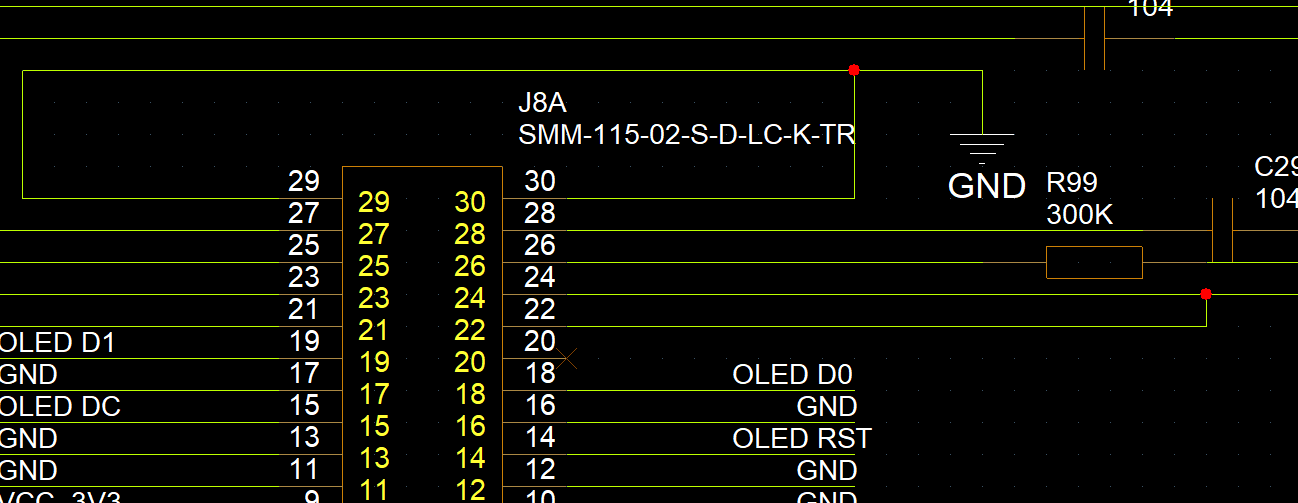 104
J8A
SMM-115-02-S-D-LC-K-TR
C29
GND R99
104
300K
29 30
29 30
27 28
27 28
25 26
25 26
23 24
23 24
21 22
21 22
OLED D1 19 20
19 20
GND 17 18 OLED D0
17 18
OLED DC 15 16 GND
15 16
GND 13 14 OLED RST
13 14
GND 11 12 GND
11 12
VCC_3V3 9 10 GND